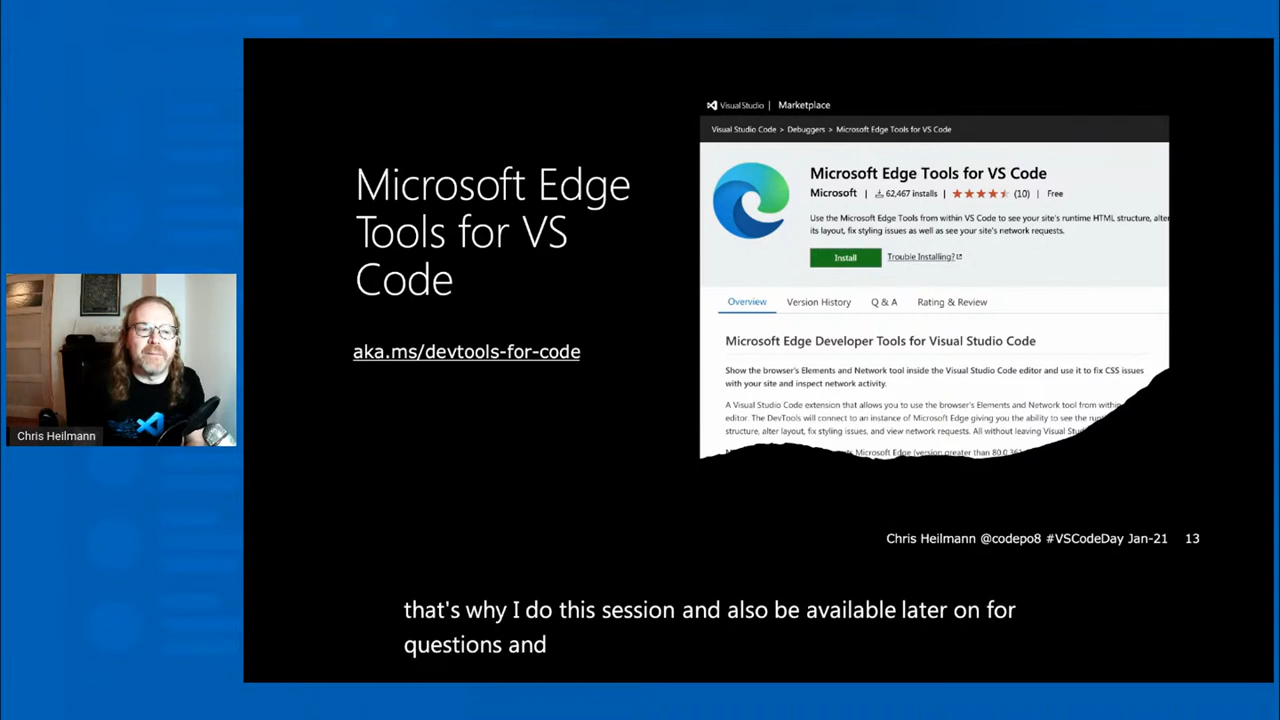 Microsoft Edge
Tools for VS
Code
aka.ms/devtools-for-code
Visual Studio | Marketplace
Visual Studio Code > Debuggers > Microsoft Edge Tools for VS Code
Microsoft Edge Tools for VS Code
Microsoft | 62,467 installs | (10) | Free
Use the Microsoft Edge Tools from within VS Code to see your site's runtime HTML structure, alte
its layout, fix styling issues as well as see your site's network requests.
Install Trouble Installing?
Overview Version History Q & A Rating & Review
Microsoft Edge Developer Tools for Visual Studio Code
Show the browser's Elements and Network tool inside the Visual Studio Code editor and use it to fix CSS issues
with your site and inspect network activity.
A Visual Studio Code extension that allows you to use the browser's Elements and Network tool from within
editor. The DevTools will connect to an instance of Microsoft Edge giving you the ability to see the
structure, alter layout, fix styling issues, and view network requests. All without leaving Visual
Microsoft Edge (version greater than
Chris Heilmann
Chris Heilmann @codepo8 #VSCodeDay Jan-21 13
that's why I do this session and also be available later on for
questions and